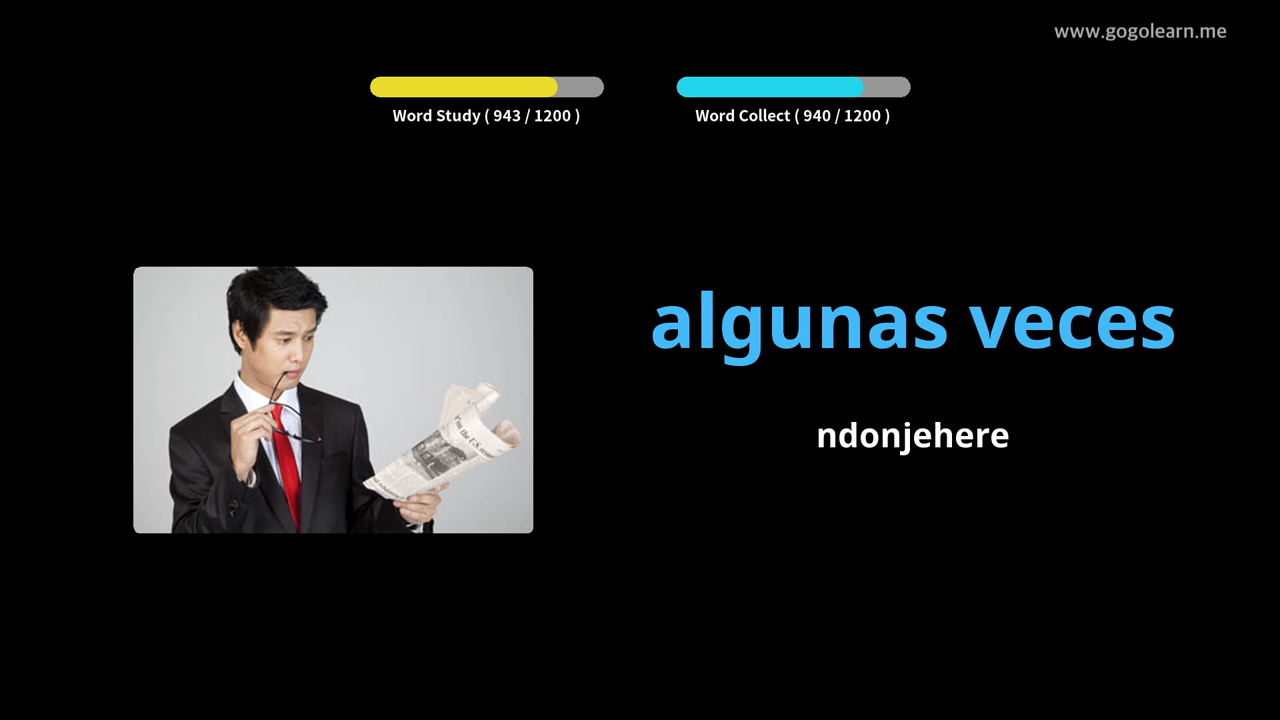 www.gogolearn.me
Word Study ( 943 / 1200 )
Word Collect ( 940 / 1200 )
algunas veces
ndonjehere